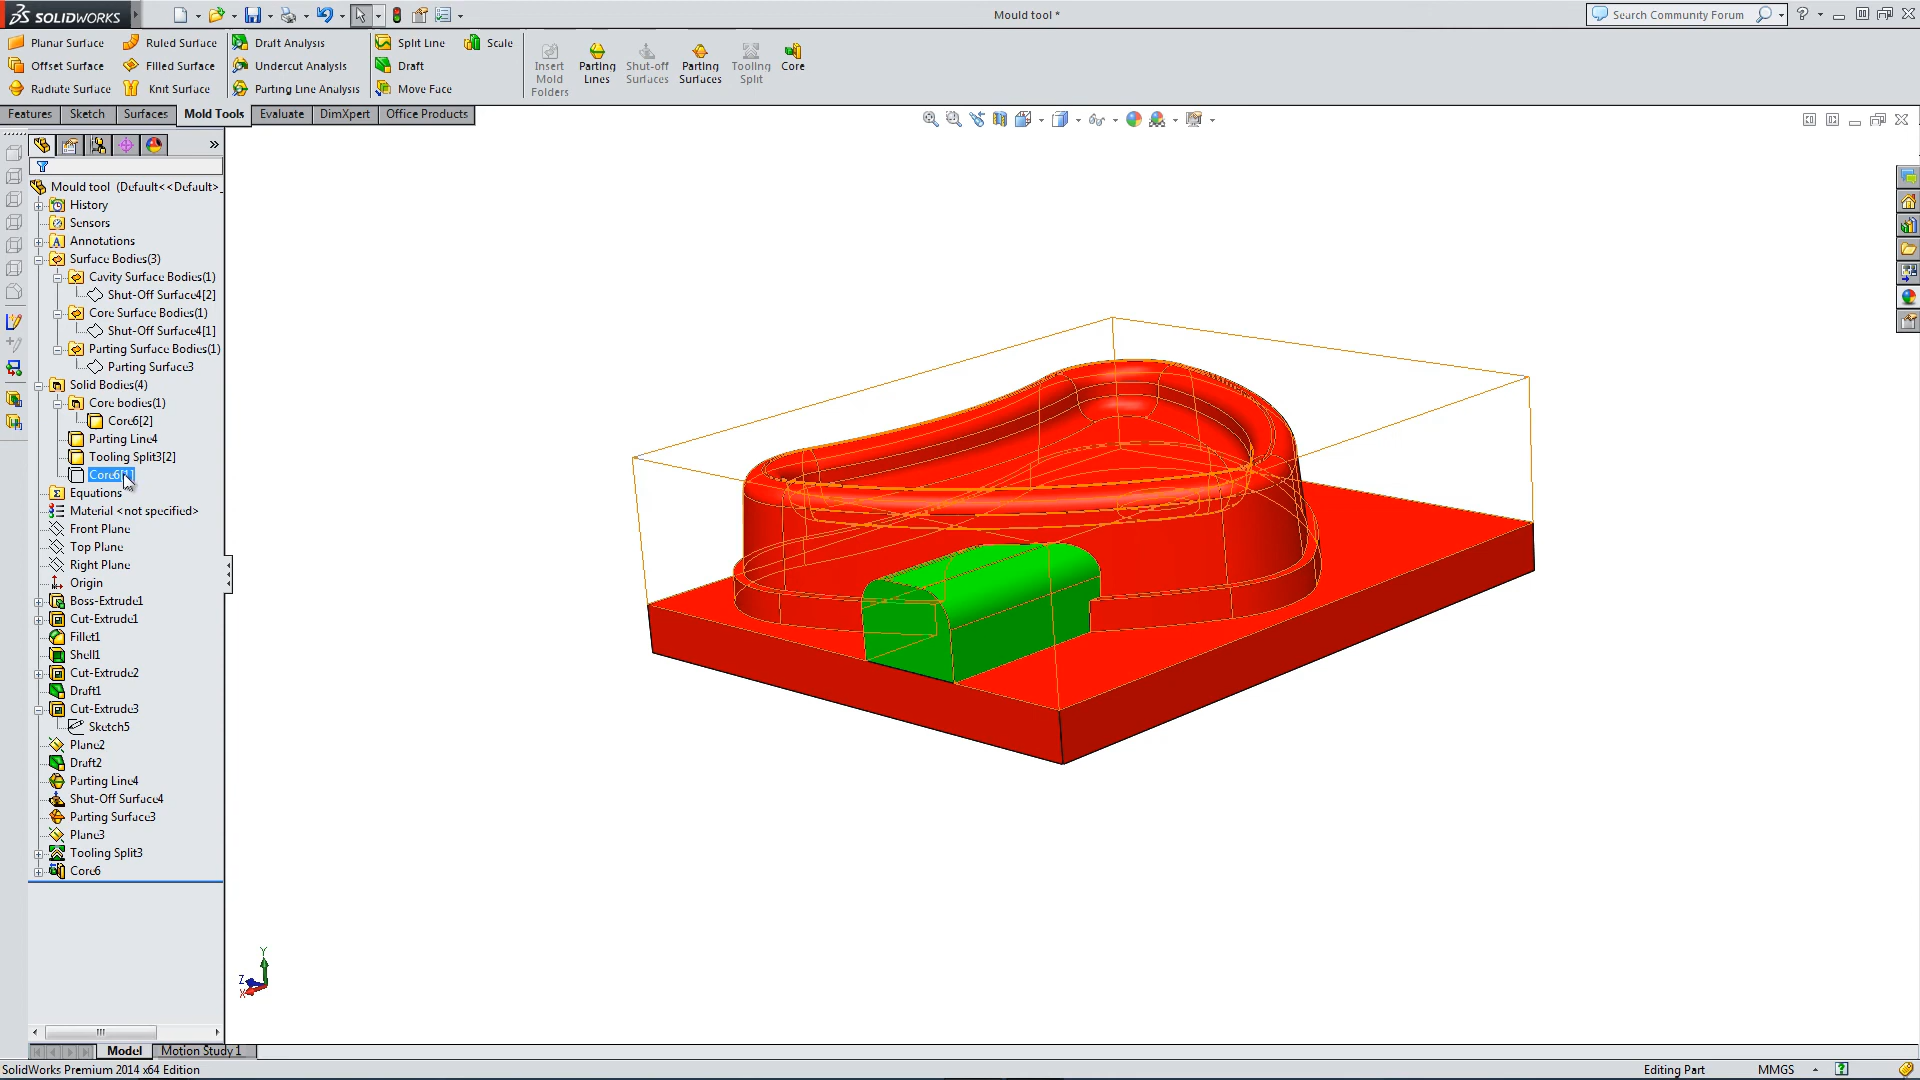 SOLIDWORKS
Mould tool *
Search Community Forum
Planar Surface
Ruled Surface
Draft Analysis
Split Line
Scale
Offset Surface
Filled Surface
Undercut Analysis
Draft
Radiate Surface
Knit Surface
Parting Line Analysis
Move Face
Insert Mold Folders
Parting Lines
Shut-off Surfaces
Parting Surfaces
Tooling Split
Core
Features
Sketch
Surfaces
Mold Tools
Evaluate
DimXpert
Office Products
Mould tool (Default<<Default>_
History
Sensors
Annotations
Surface Bodies(3)
Cavity Surface Bodies(1)
Shut-Off Surface4[2]
Core Surface Bodies(1)
Shut-Off Surface4[1]
Parting Surface Bodies(1)
Parting Surface3
Solid Bodies(4)
Core bodies(1)
Core6[2]
Parting Line4
Tooling Split3[2]
Core6[1]
Equations
Material <not specified>
Front Plane
Top Plane
Right Plane
Origin
Boss-Extrude1
Cut-Extrude1
Fillet1
Shell1
Cut-Extrude2
Draft1
Cut-Extrude3
Sketch5
Plane2
Draft2
Parting Line4
Shut-Off Surface4
Parting Surface3
Plane3
Tooling Split3
Core6
Y
Z
X
Model
Motion Study 1
SolidWorks Premium 2014 x64 Edition
Editing Part
MMGS